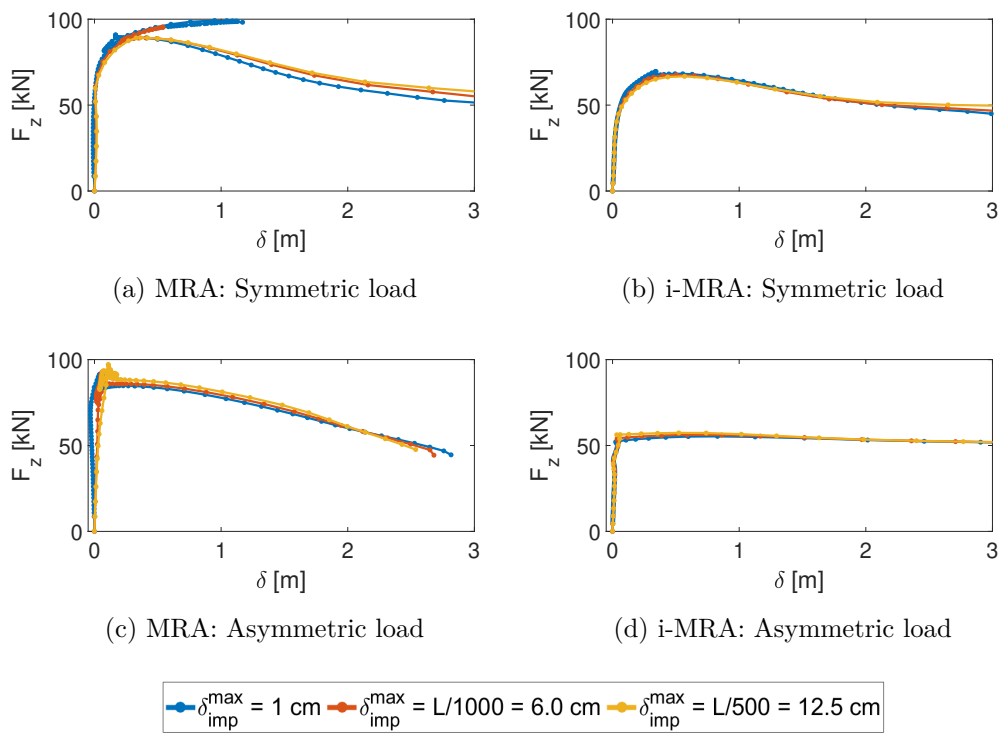 100
50
0
F_z [kN]
0 1 2 3
δ [m]
(a) MRA: Symmetric load
100
50
0
F_z [kN]
0 1 2 3
δ [m]
(b) i-MRA: Symmetric load
100
50
0
F_z [kN]
0 1 2 3
δ [m]
(c) MRA: Asymmetric load
100
50
0
F_z [kN]
0 1 2 3
δ [m]
(d) i-MRA: Asymmetric load
δ_imp^max = 1 cm δ_imp^max = L/1000 = 6.0 cm δ_imp^max = L/500 = 12.5 cm